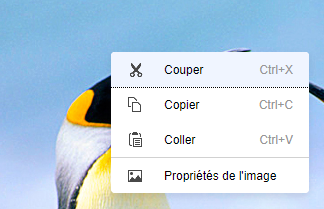 Couper Ctrl+X
Copier Ctrl+C
Coller Ctrl+V
Propriétés de l'image